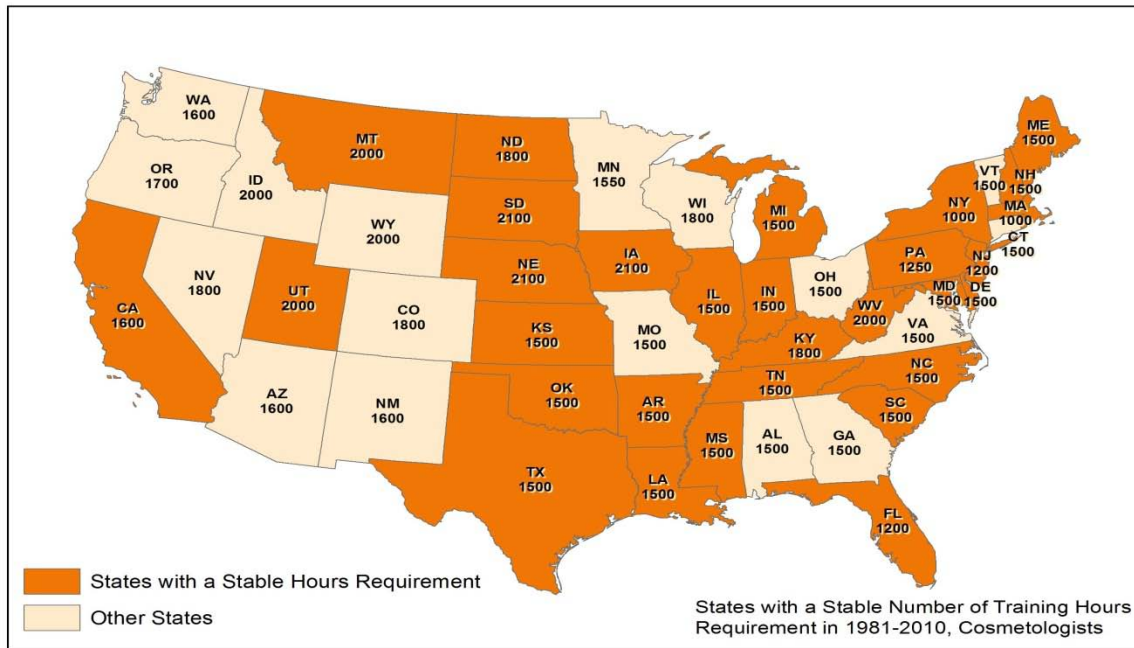 WA
1600
OR
1700
ID
2000
MT
2000
ND
1800
MN
1550
WI
1800
MI
1500
ME
1500
VT
1500
NH
1500
NY
1000
MA
1000
CT
1500
WY
2000
SD
2100
NE
2100
IA
2100
PA
1250
NJ
1200
MD
1500
DE
1500
OH
1500
IN
1500
IL
1500
WV
2000
VA
1500
CA
1600
NV
1800
UT
2000
CO
1800
KS
1500
MO
1500
KY
1800
NC
1500
TN
1500
SC
1500
AZ
1600
NM
1600
OK
1500
AR
1500
TX
1500
LA
1500
MS
1500
AL
1500
GA
1500
FL
1200
States with a Stable Hours Requirement
Other States
States with a Stable Number of Training Hours
Requirement in 1981-2010, Cosmetologists